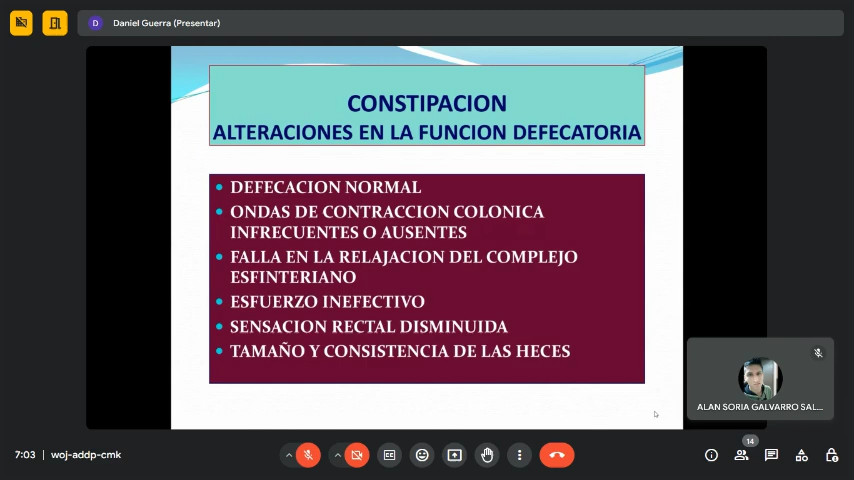 D Daniel Guerra (Presentar)
CONSTIPACION
ALTERACIONES EN LA FUNCION DEFECATORIA
• DEFECACION NORMAL
• ONDAS DE CONTRACCION COLONICA
INFRECUENTES O AUSENTES
• FALLA EN LA RELAJACION DEL COMPLEJO
ESFINTERIANO
• ESFUERZO INEFECTIVO
• SENSACION RECTAL DISMINUIDA
• TAMAÑO Y CONSISTENCIA DE LAS HECES
ALAN SORIA GALVARRO SAL...
14
7:03 | woj-addp-cmk